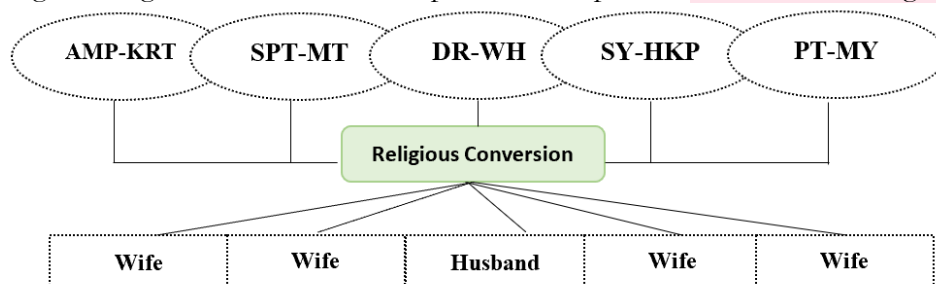 AMP-KRT SPT-MT DR-WH SY-HKP PT-MY
Religious Conversion
Wife Wife Husband Wife Wife